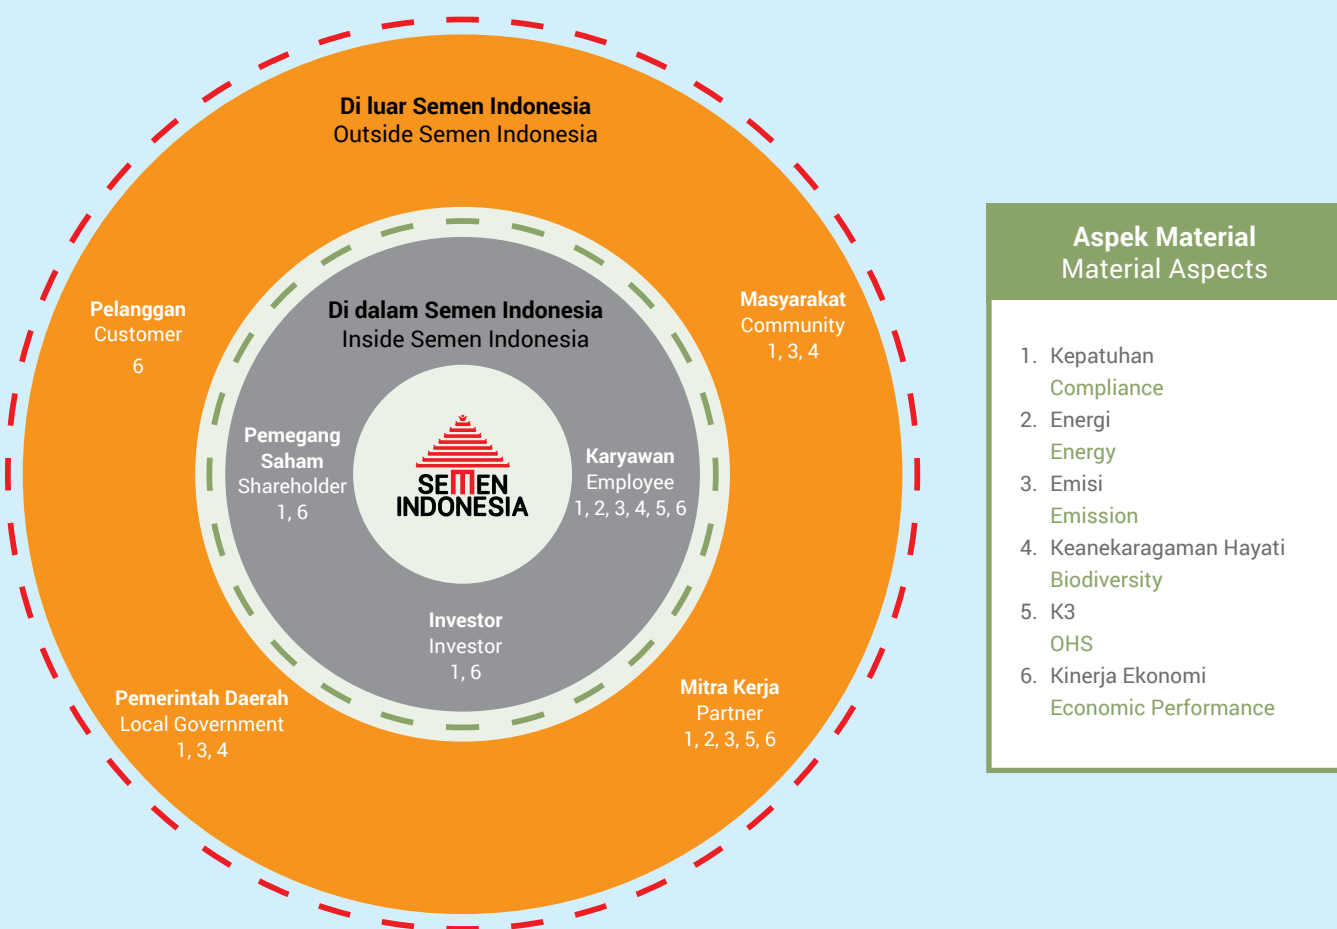 Di luar Semen Indonesia
Outside Semen Indonesia
Pelanggan
Customer
6
Masyarakat
Community
1, 3, 4
Di dalam Semen Indonesia
Inside Semen Indonesia
Pemegang
Saham
Shareholder
1, 6
SEMEN
INDONESIA
Karyawan
Employee
1, 2, 3, 4, 5, 6
Investor
Investor
1, 6
Pemerintah Daerah
Local Government
1, 3, 4
Mitra Kerja
Partner
1, 2, 3, 5, 6
Aspek Material
Material Aspects
1. Kepatuhan
Compliance
2. Energi
Energy
3. Emisi
Emission
4. Keanekaragaman Hayati
Biodiversity
5. K3
OHS
6. Kinerja Ekonomi
Economic Performance